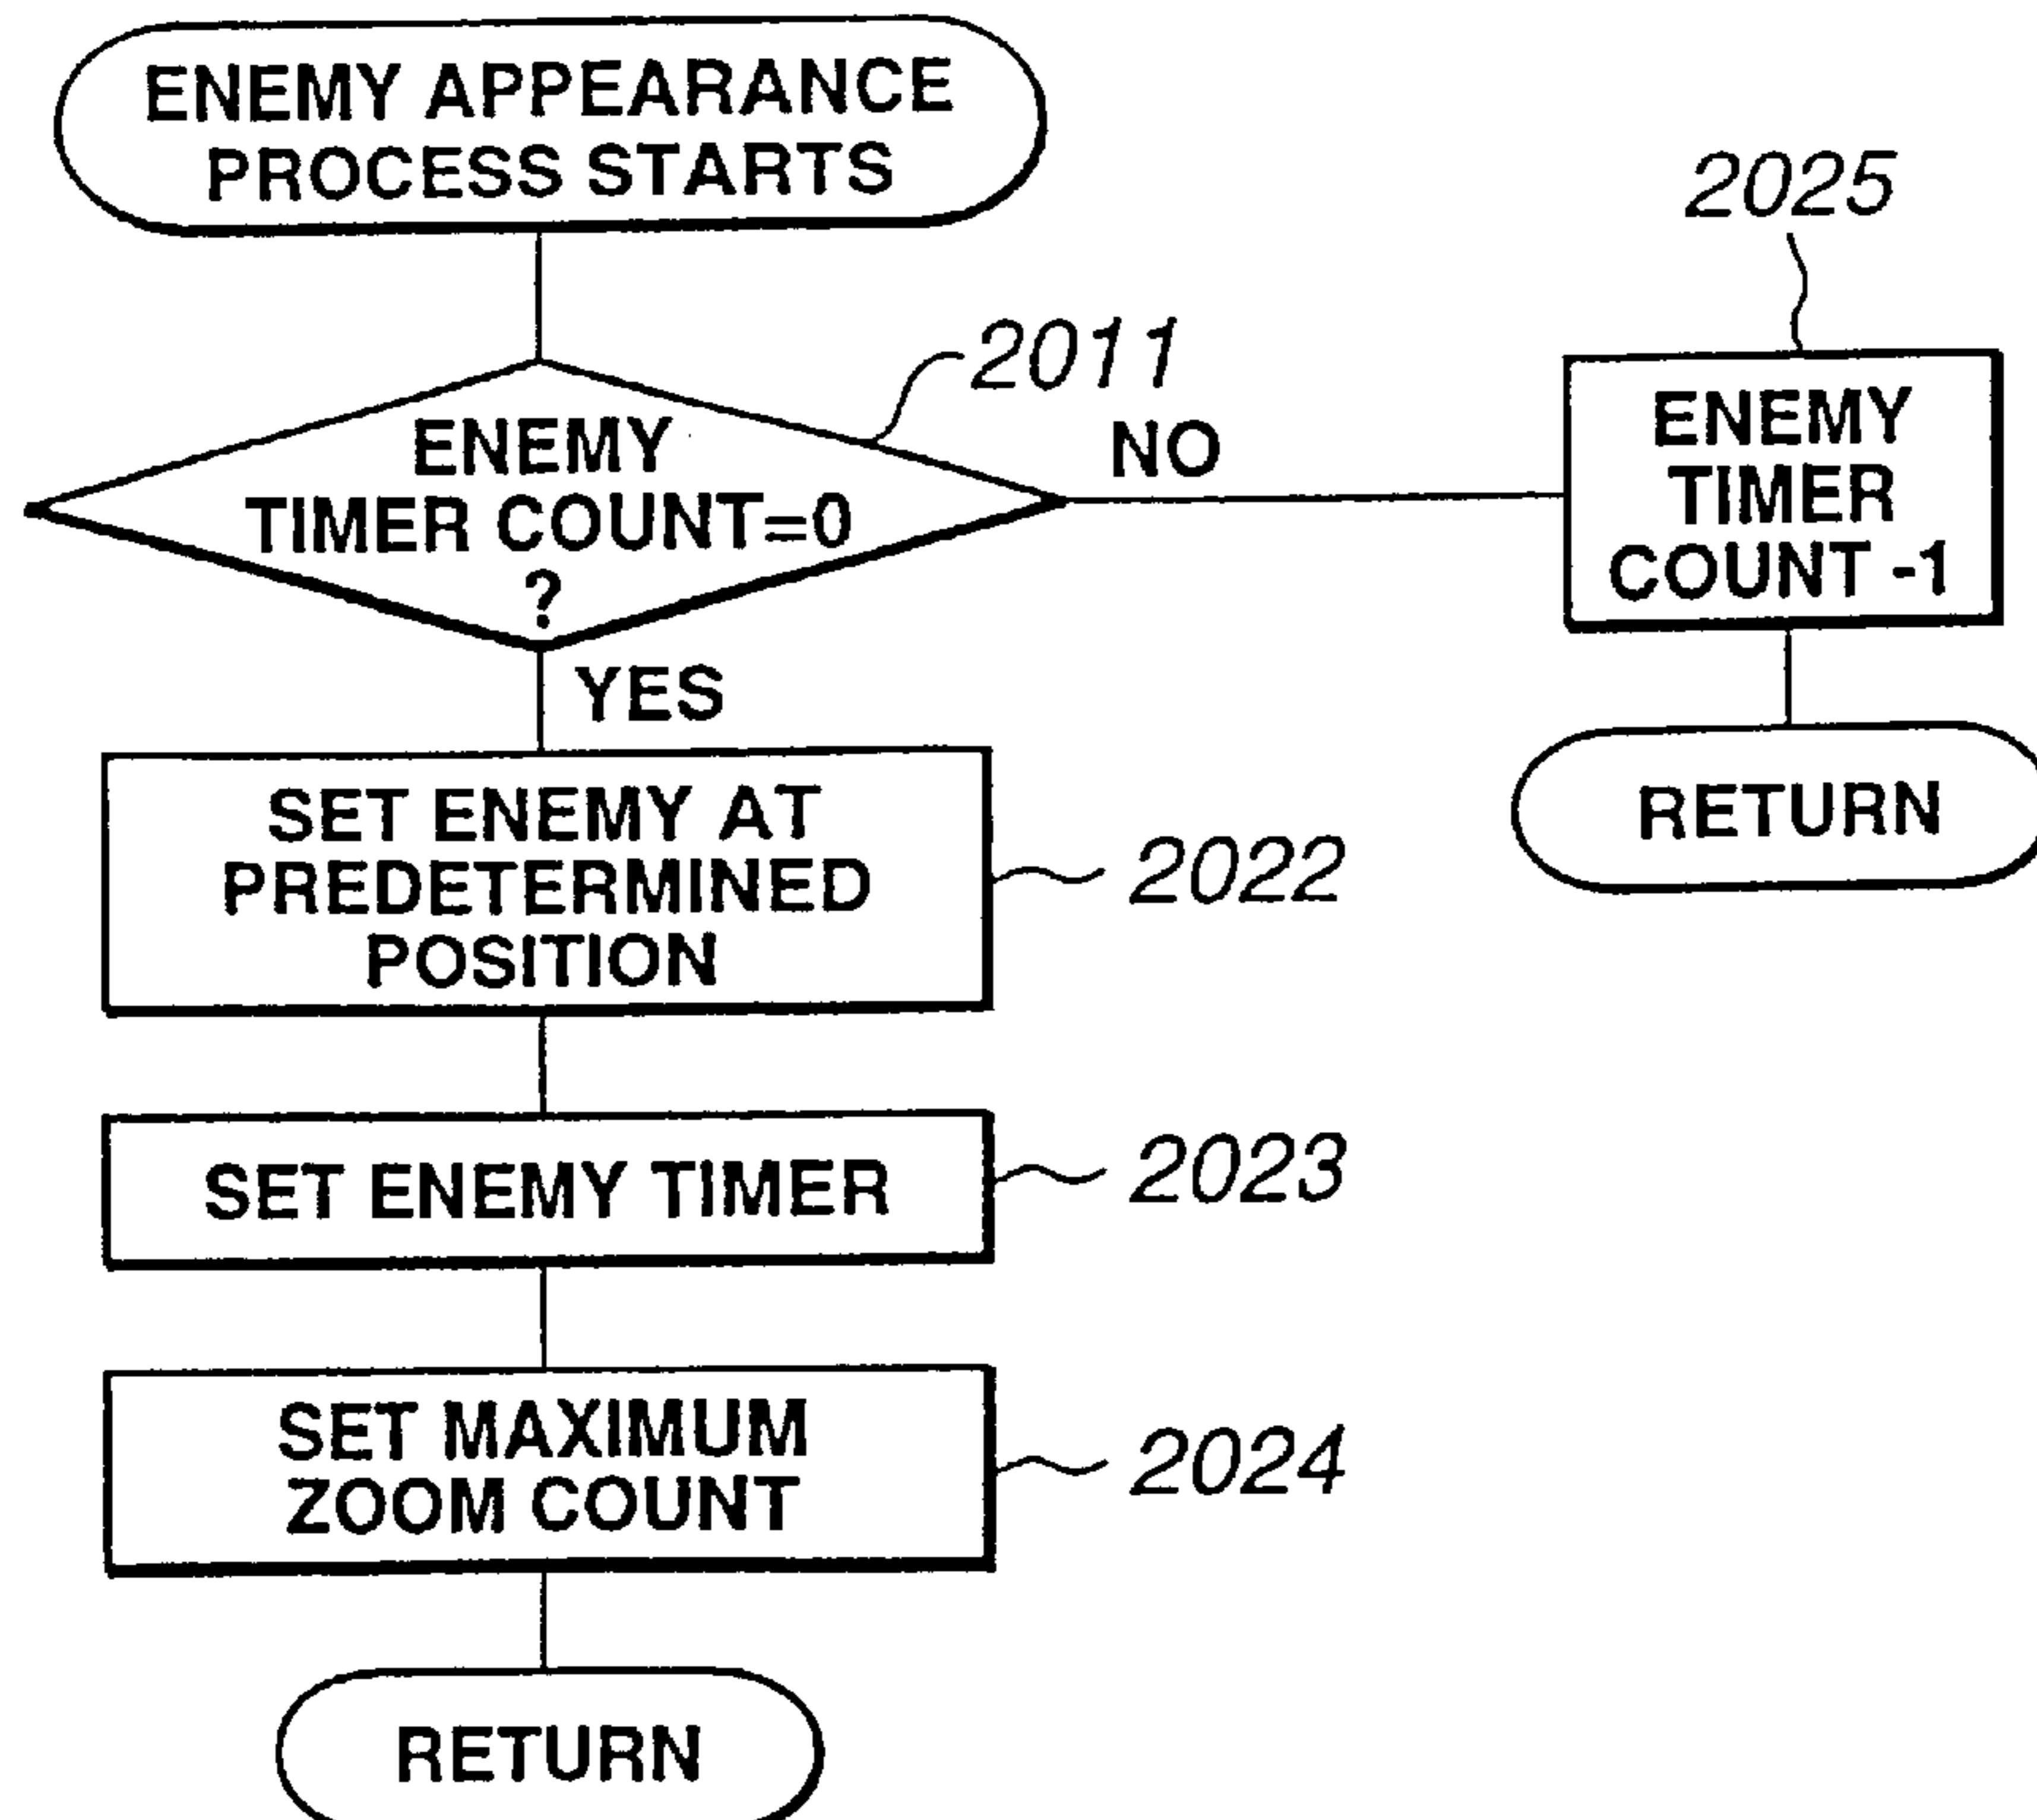 ENEMY APPEARANCE
PROCESS STARTS
2011
ENEMY
TIMER COUNT=0
?
NO
YES
2025
ENEMY
TIMER
COUNT -1
RETURN
SET ENEMY AT
PREDETERMINED
POSITION
2022
SET ENEMY TIMER
2023
SET MAXIMUM
ZOOM COUNT
2024
RETURN